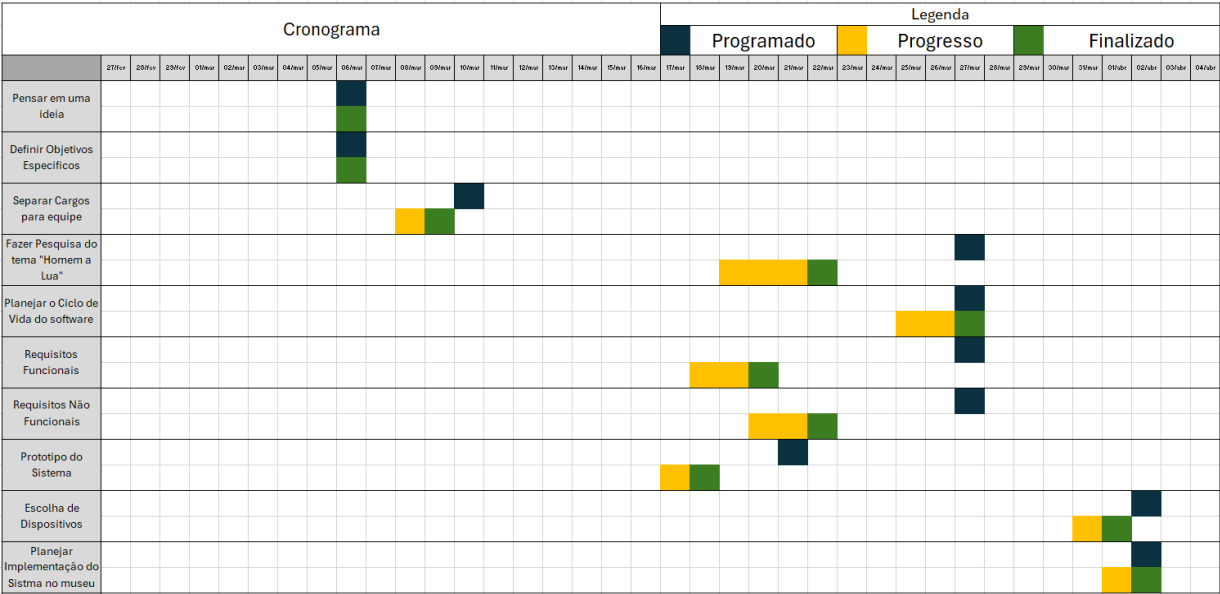 Cronograma
Legenda
Programado
Progresso
Finalizado
27/fev 28/fev 29/fev 01/mar 02/mar 03/mar 04/mar 05/mar 06/mar 07/mar 08/mar 09/mar 10/mar 11/mar 12/mar 13/mar 14/mar 15/mar 16/mar 17/mar 18/mar 19/mar 20/mar 21/mar 22/mar 23/mar 24/mar 25/mar 26/mar 27/mar 28/mar 29/mar 30/mar 31/mar 01/abr 02/abr 03/abr 04/abr
Pensar em uma
ideia
Definir Objetivos
Especificos
Separar Cargos
para equipe
Fazer Pesquisa do
tema "Homem a
Lua"
Planejar o Ciclo de
Vida do software
Requisitos
Funcionais
Requisitos Não
Funcionais
Prototipo do
Sistema
Escolha de
Dispositivos
Planejar
Implementação do
Sistma no museu